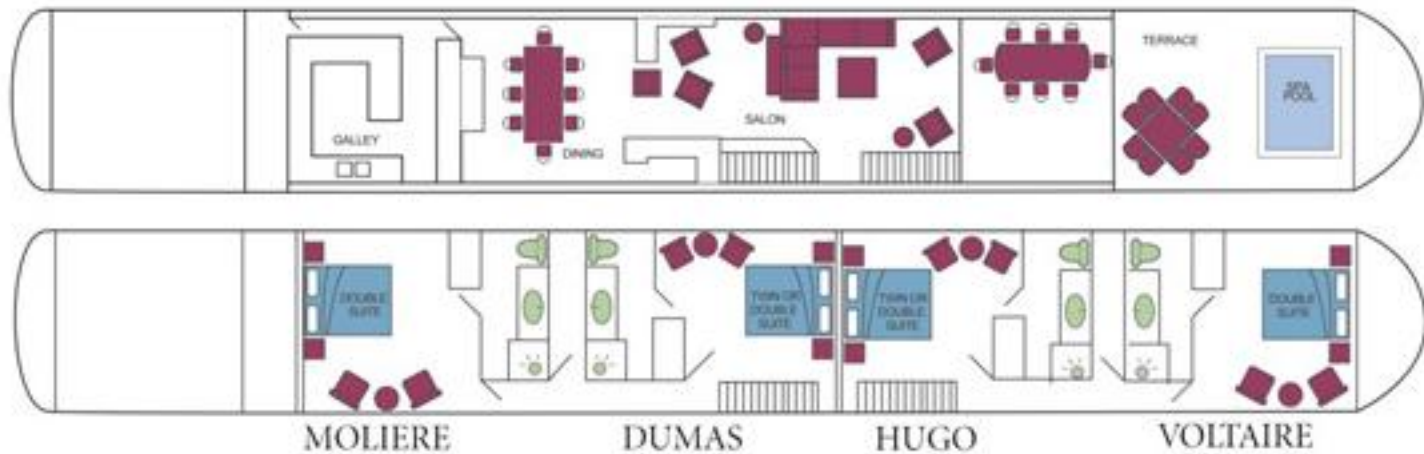 TERRACE
SPA
POOL
SALON
GALLEY
DINING
DOUBLE
SUITE
TWIN OR
DOUBLE
SUITE
TWIN OR
DOUBLE
SUITE
DOUBLE
SUITE
MOLIERE
DUMAS
HUGO
VOLTAIRE